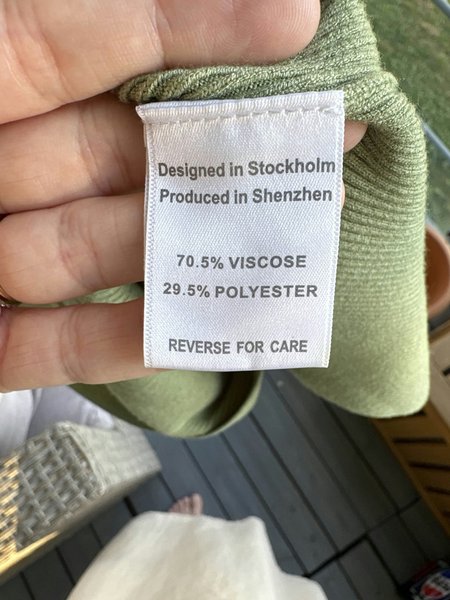 Designed in Stockholm
Produced in Shenzhen
70.5% VISCOSE
29.5% POLYESTER
REVERSE FOR CARE